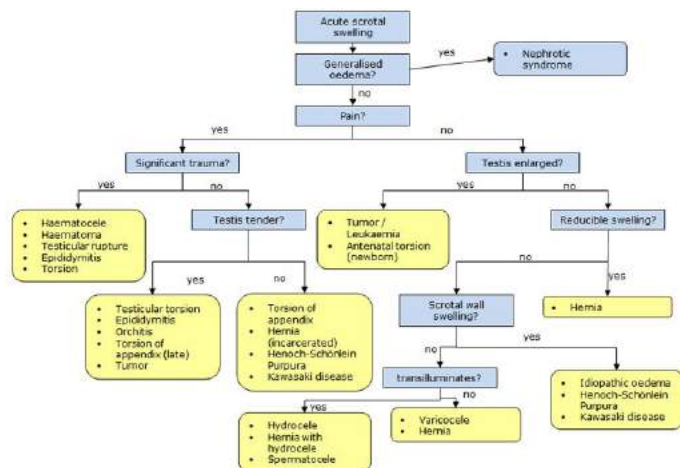 Acute scrotal
swelling
Generalised
oedema?
yes
• Nephrotic
syndrome
no
Pain?
yes
no
Significant trauma?
Testis enlarged?
yes
no
yes
no
• Haematocele
• Haematoma
• Testicular rupture
• Epididymitis
• Torsion
Testis tender?
• Tumor /
Leukaemia
• Antenatal torsion
(newborn)
Reducible swelling?
yes
no
no
yes
• Testicular torsion
• Epididymitis
• Orchitis
• Torsion of
appendix (late)
• Tumor
• Torsion of
appendix
• Hernia
(incarcerated)
• Henoch-Schönlein
Purpura
• Kawasaki disease
Scrotal wall
swelling?
• Hernia
no
yes
transilluminates?
• Idiopathic oedema
• Henoch-Schönlein
Purpura
• Kawasaki disease
yes
no
• Hydrocele
• Hernia with
hydrocele
• Spermatocele
• Varicocele
• Hernia